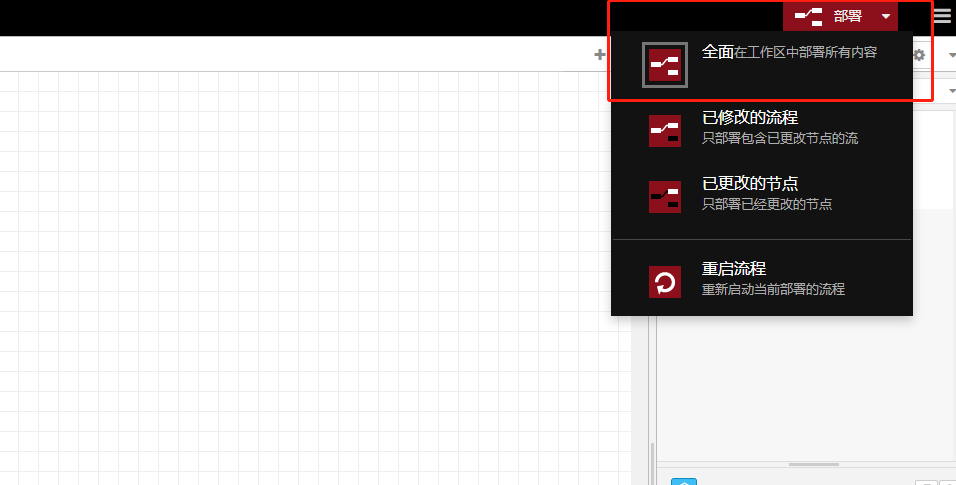 部署
全面在工作区中部署所有内容
已修改的流程
只部署包含已更改节点的流
已更改的节点
只部署已经更改的节点
重启流程
重新启动当前部署的流程